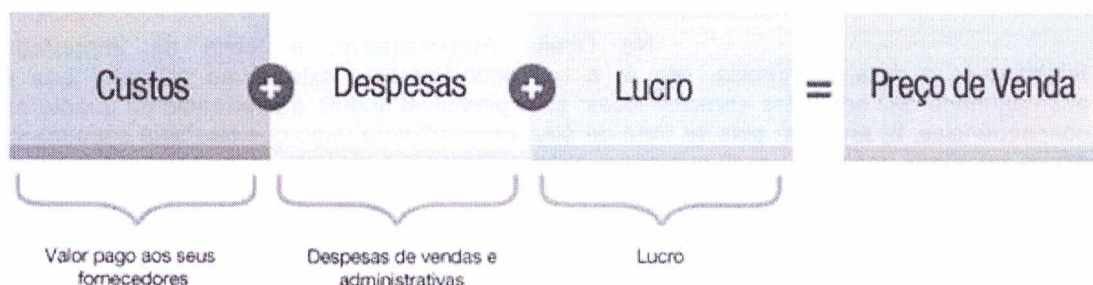 Custos + Despesas + Lucro = Preço de Venda
Valor pago aos seus
fornecedores
Despesas de vendas e
administrativas
Lucro